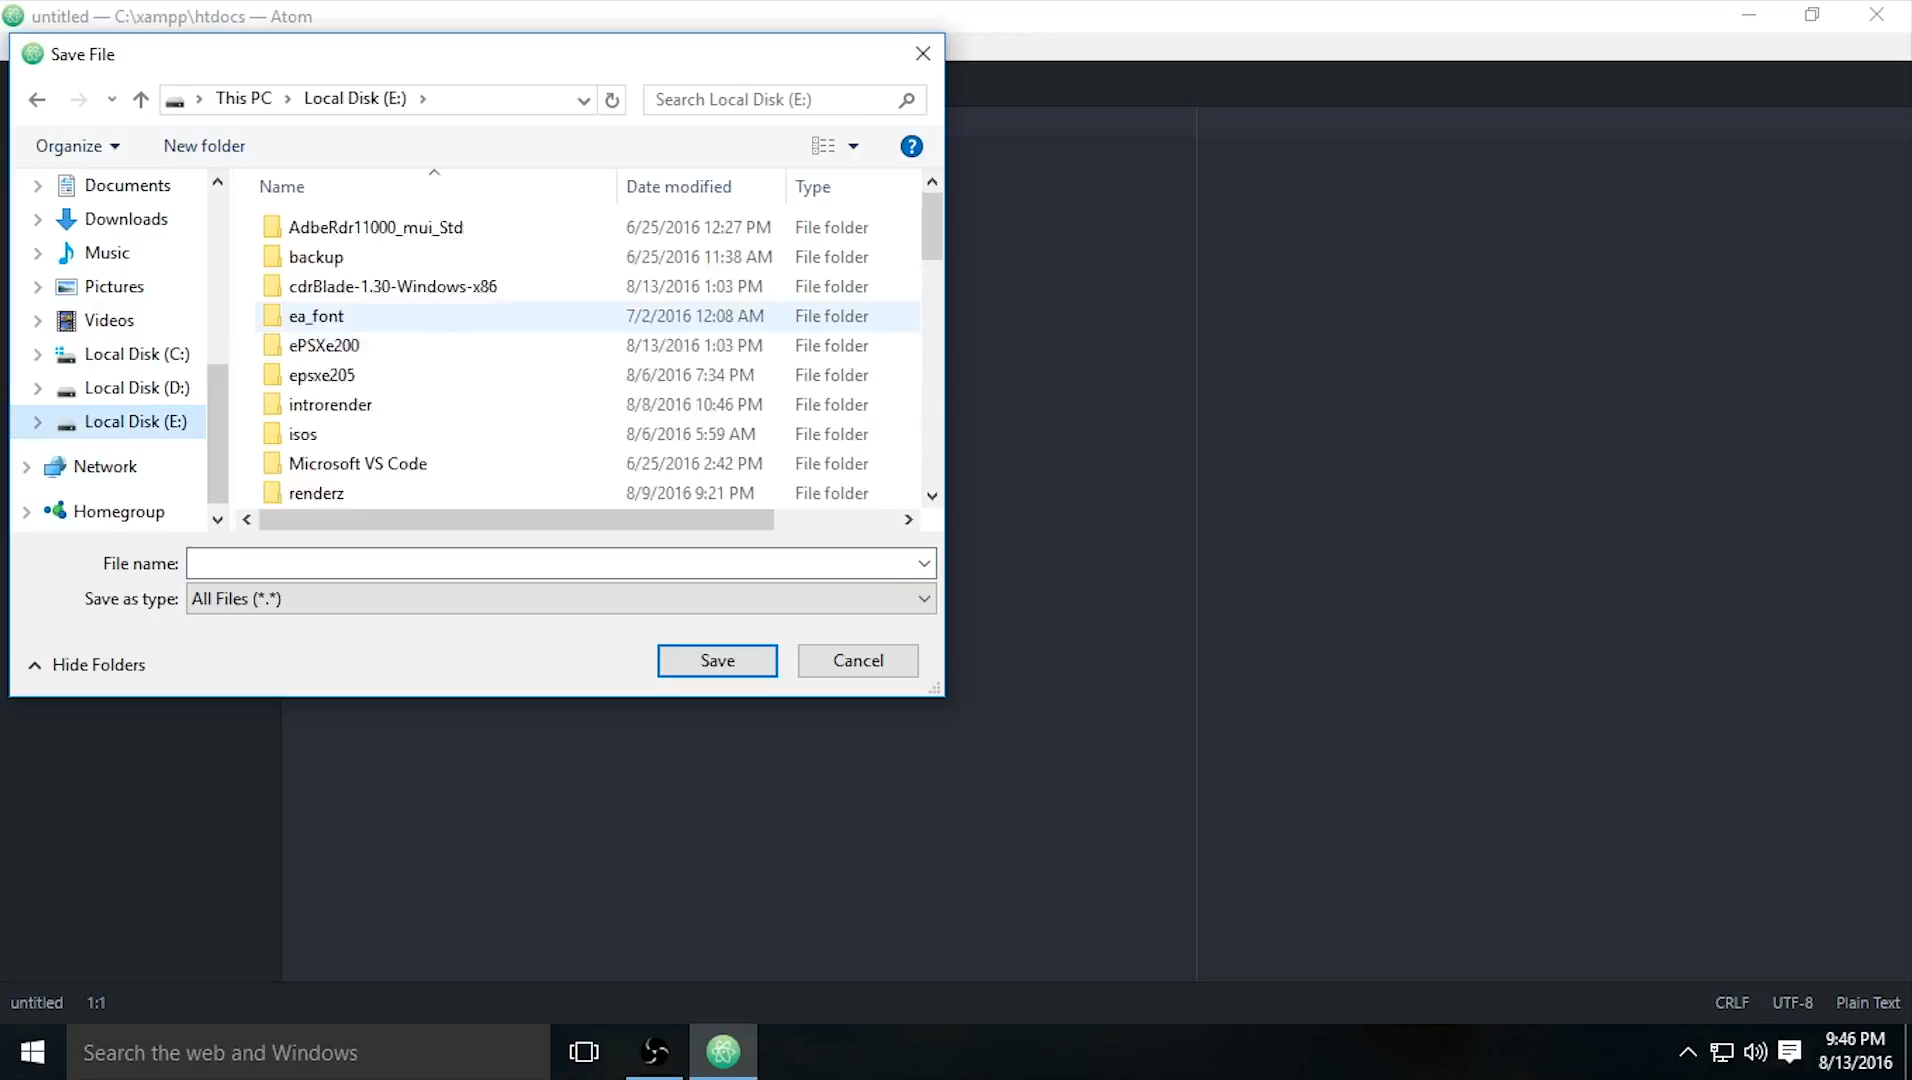 untitled — C:\xampp\htdocs — Atom
Save File
This PC > Local Disk (E:) >
Search Local Disk (E:)
Organize
New folder
?
Documents
Downloads
Music
Pictures
Videos
Local Disk (C:)
Local Disk (D:)
Local Disk (E:)
Network
Homegroup
Name Date modified Type
AdbeRdr11000_mui_Std 6/25/2016 12:27 PM File folder
backup 6/25/2016 11:38 AM File folder
cdrBlade-1.30-Windows-x86 8/13/2016 1:03 PM File folder
ea_font 7/2/2016 12:08 AM File folder
ePSXe200 8/13/2016 1:03 PM File folder
epsxe205 8/6/2016 7:34 PM File folder
introrender 8/8/2016 10:46 PM File folder
isos 8/6/2016 5:59 AM File folder
Microsoft VS Code 6/25/2016 2:42 PM File folder
renderz 8/9/2016 9:21 PM File folder
File name:
Save as type: All Files (*.*)
Hide Folders
Save
Cancel
untitled 1:1
CRLF UTF-8 Plain Text
Search the web and Windows
9:46 PM
8/13/2016